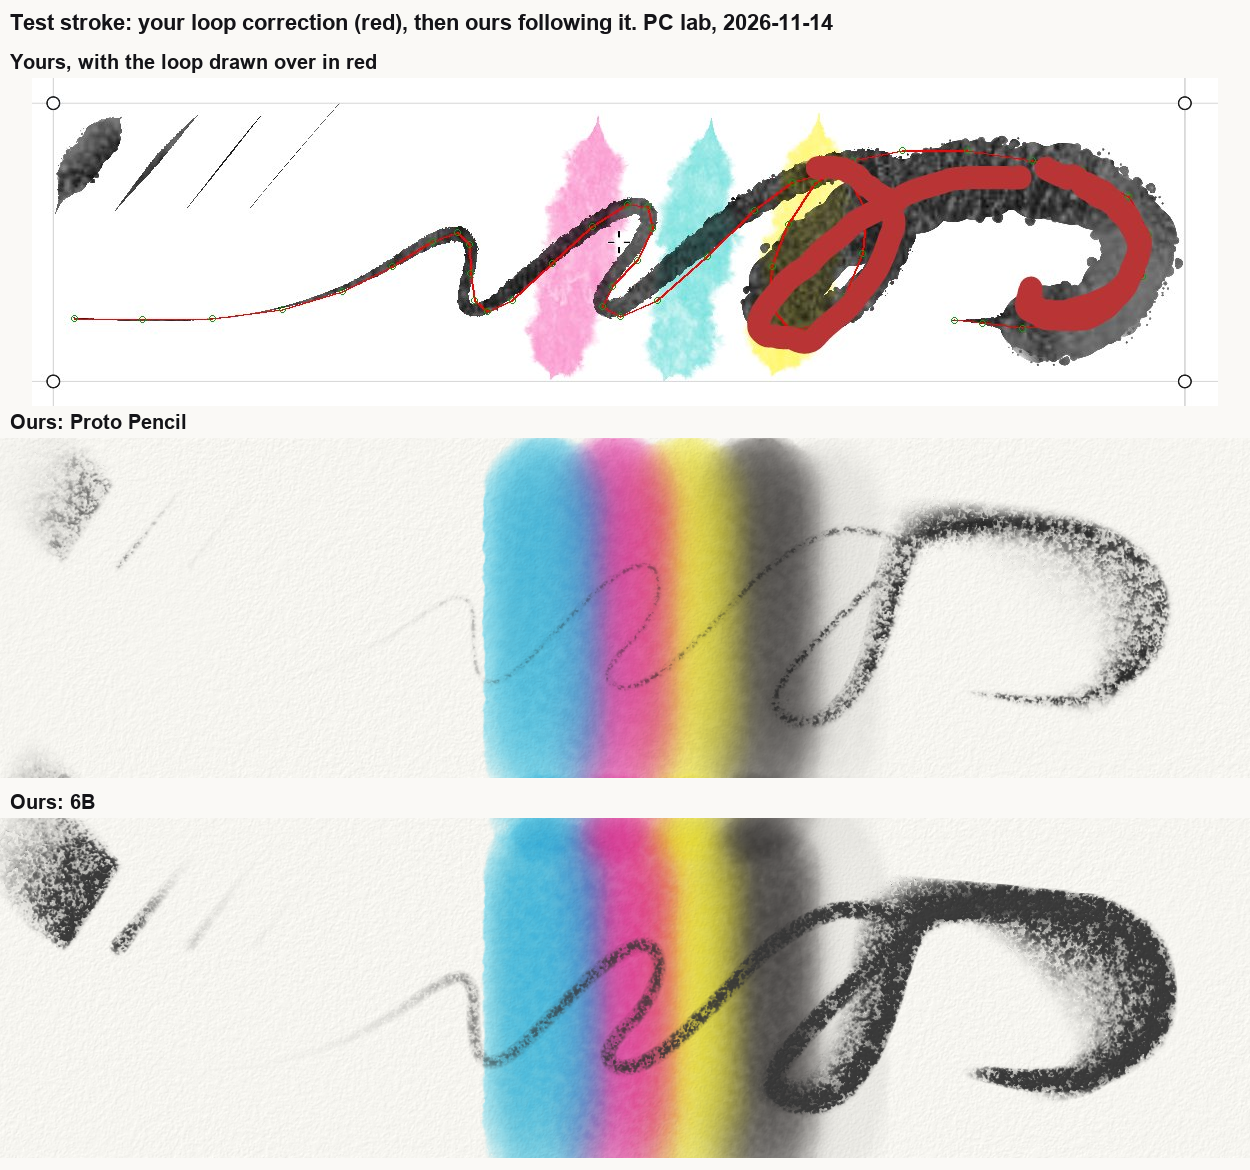 Test stroke: your loop correction (red), then ours following it. PC lab, 2026-11-14
Yours, with the loop drawn over in red
Ours: Proto Pencil
Ours: 6B